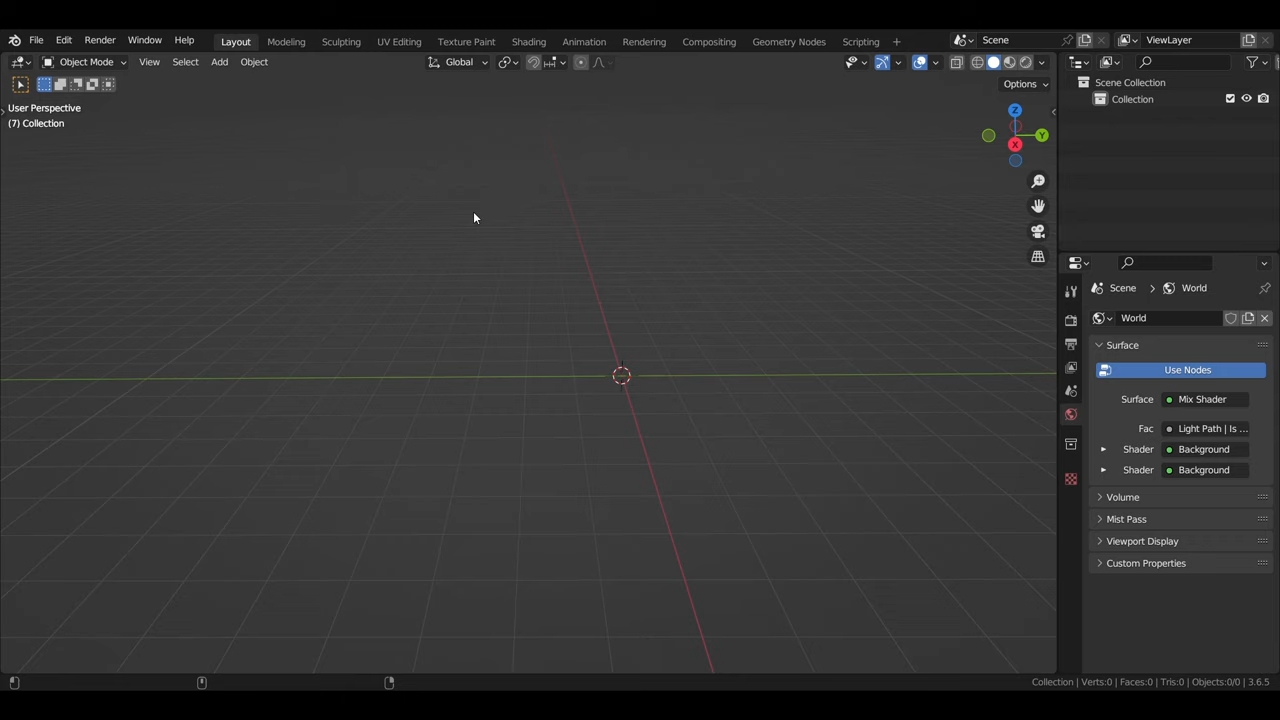 File Edit Render Window Help Layout Modeling Sculpting UV Editing Texture Paint Shading Animation Rendering Compositing Geometry Nodes Scripting + Scene ViewLayer
Object Mode View Select Add Object Global
Options
User Perspective
(7) Collection
Z
Y
X
Scene Collection
Collection
Scene > World
World
Surface
Use Nodes
Surface Mix Shader
Fac Light Path | Is ...
Shader Background
Shader Background
Volume
Mist Pass
Viewport Display
Custom Properties
Collection | Verts:0 | Faces:0 | Tris:0 | Objects:0/0 | 3.6.5